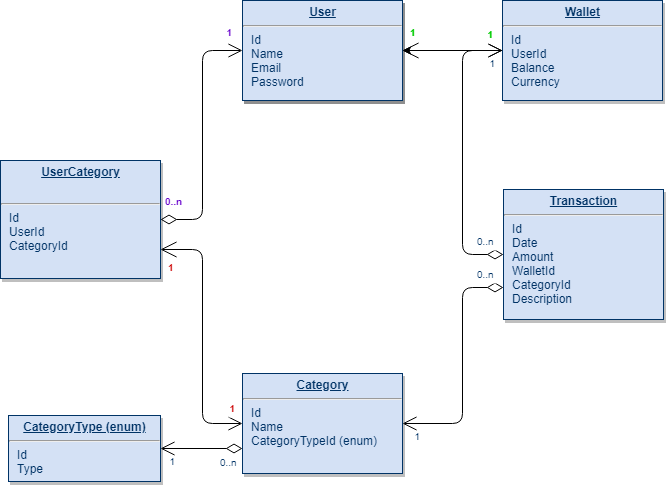 User
Id
Name
Email
Password
1
1
Wallet
Id
UserId
Balance
Currency
1
1
UserCategory
Id
UserId
CategoryId
0..n
1
Transaction
Id
Date
Amount
WalletId
CategoryId
Description
0..n
0..n
Category
Id
Name
CategoryTypeId (enum)
1
1
0..n
CategoryType (enum)
Id
Type
1